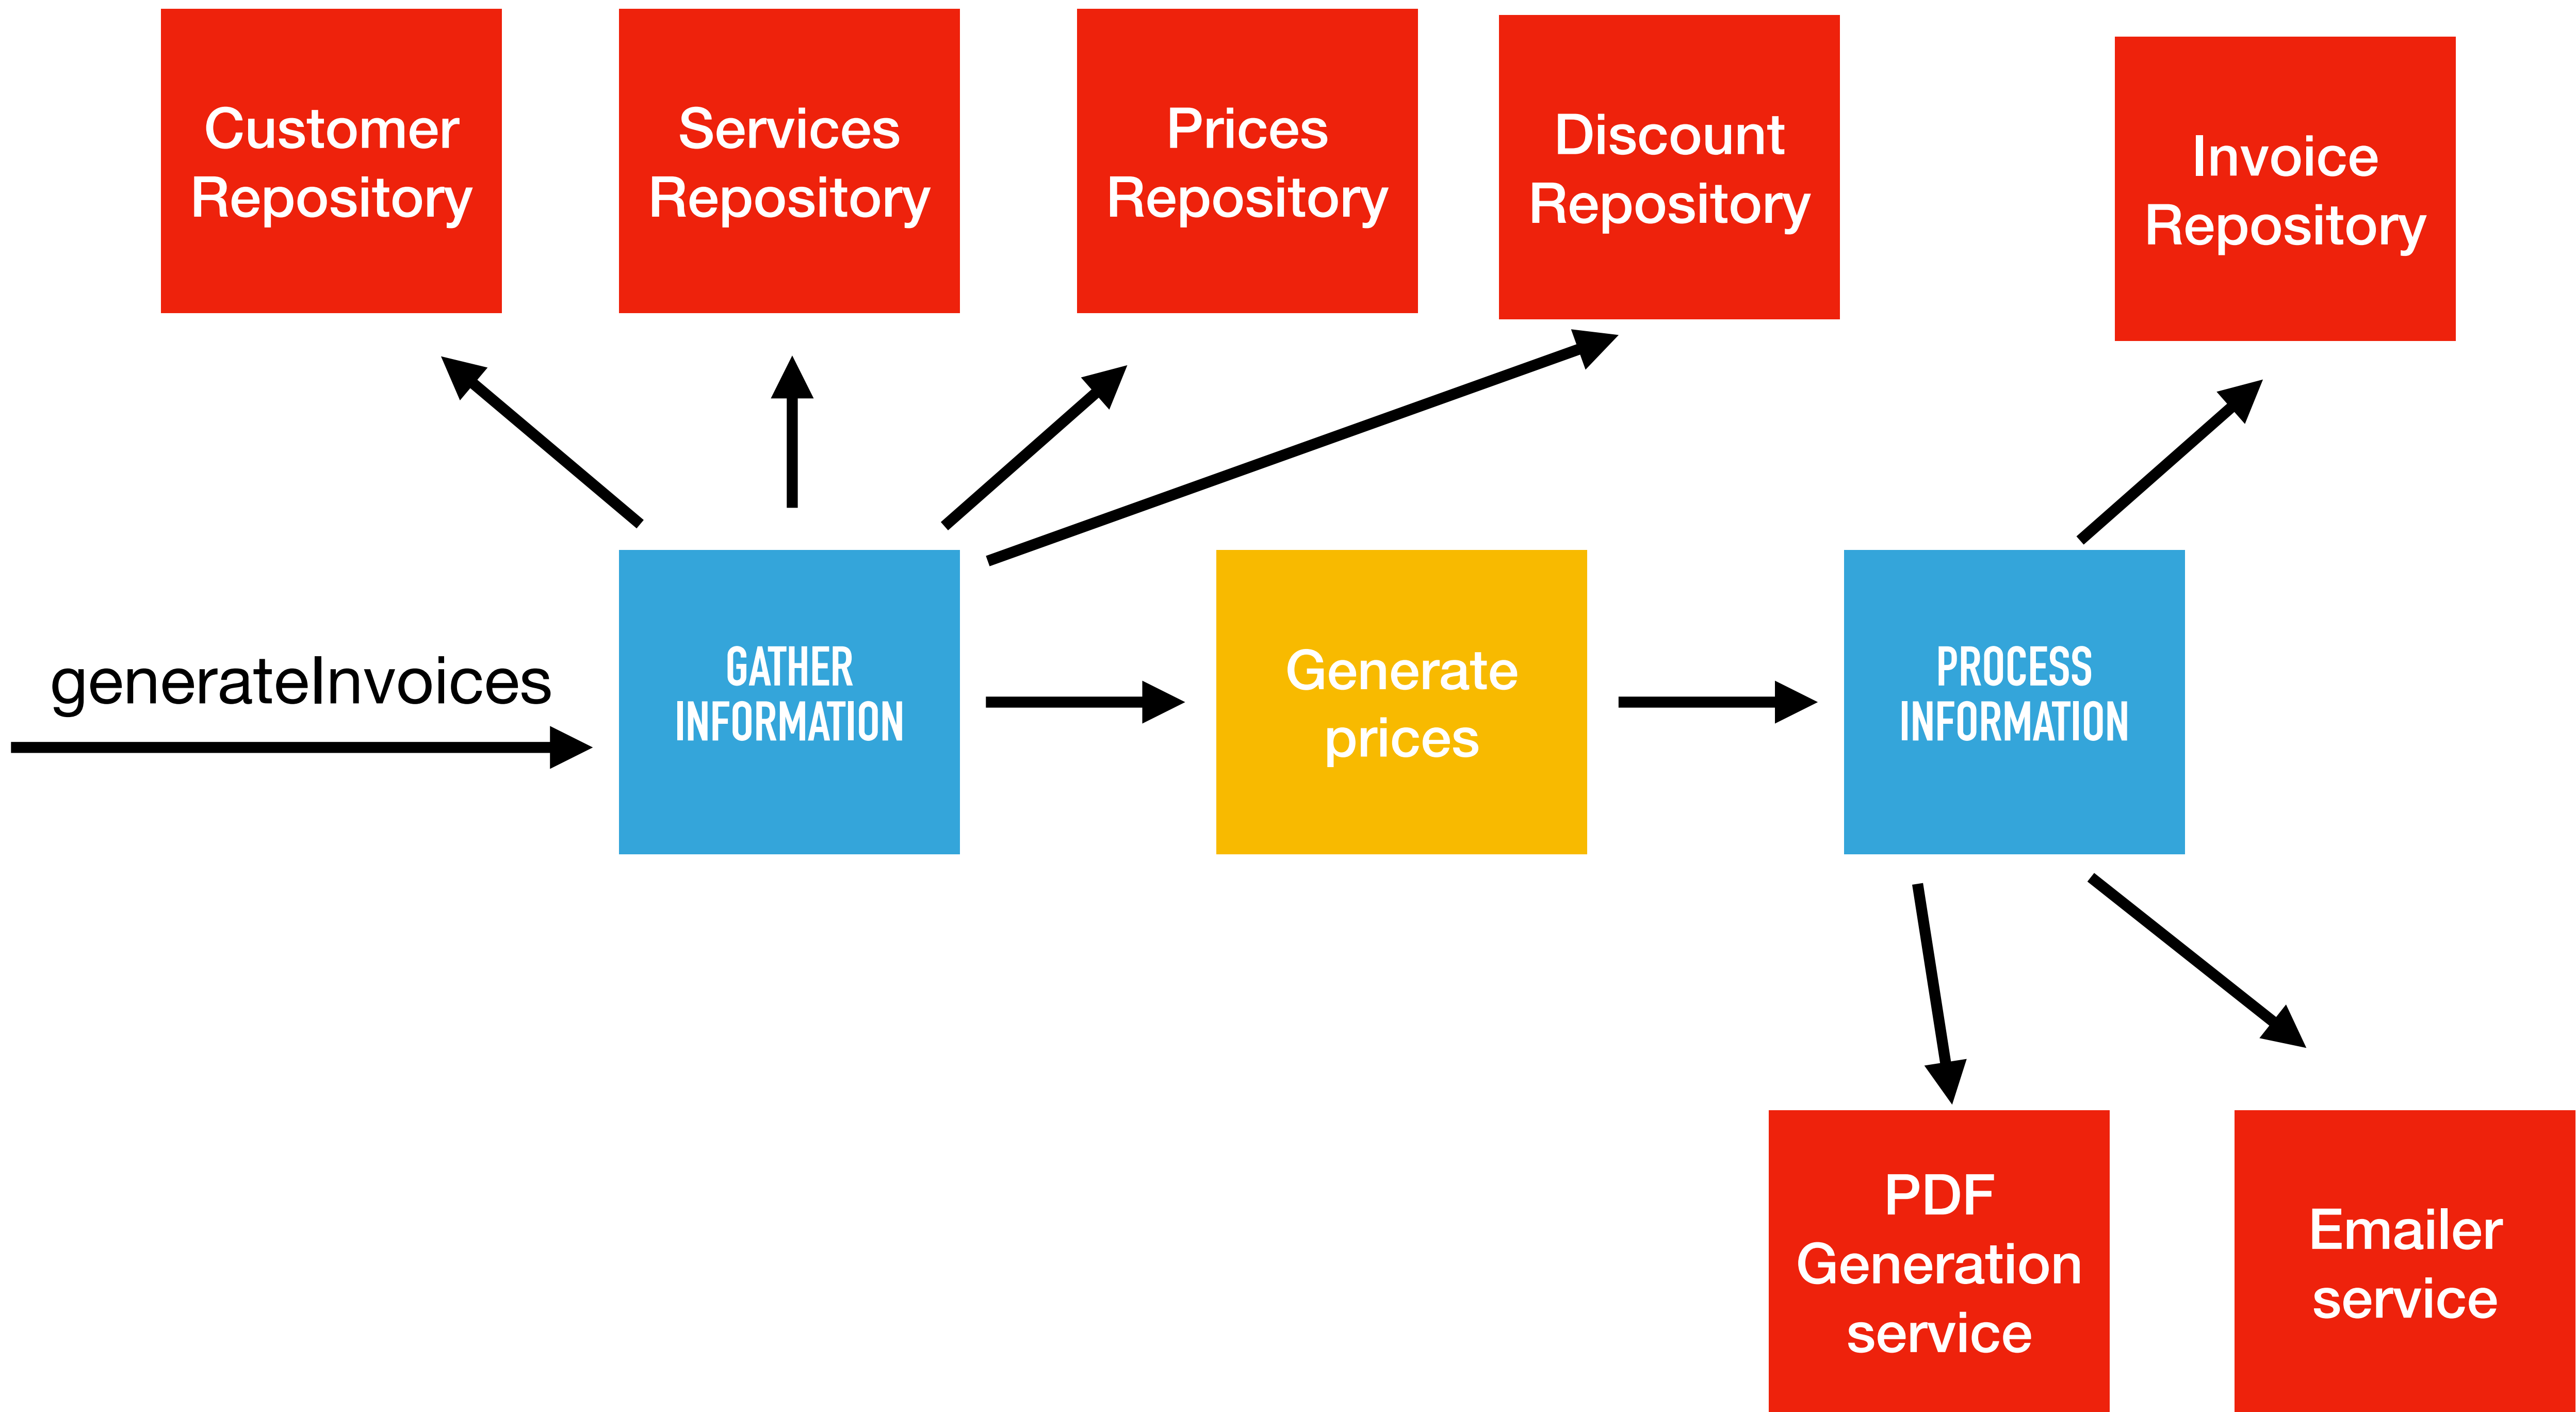 Customer
Repository
Services
Repository
Prices
Repository
Discount
Repository
Invoice
Repository
generateInvoices
GATHER
INFORMATION
Generate
prices
PROCESS
INFORMATION
PDF
Generation
service
Emailer
service